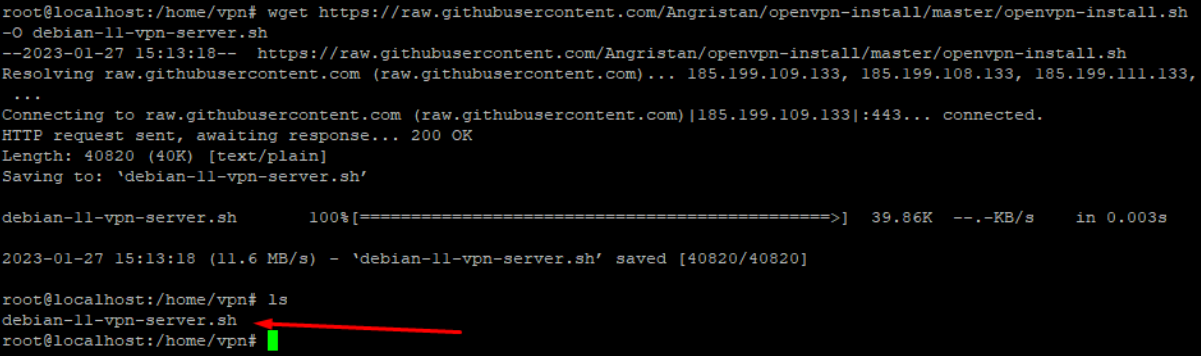 root@localhost:/home/vpn# wget https://raw.githubusercontent.com/Angristan/openvpn-install/master/openvpn-install.sh
-O debian-11-vpn-server.sh
--2023-01-27 15:13:18--  https://raw.githubusercontent.com/Angristan/openvpn-install/master/openvpn-install.sh
Resolving raw.githubusercontent.com (raw.githubusercontent.com)... 185.199.109.133, 185.199.108.133, 185.199.111.133,
 ...
Connecting to raw.githubusercontent.com (raw.githubusercontent.com)|185.199.109.133|:443... connected.
HTTP request sent, awaiting response... 200 OK
Length: 40820 (40K) [text/plain]
Saving to: ‘debian-11-vpn-server.sh’
debian-11-vpn-server.sh       100%[==============================================>]  39.86K  --.-KB/s    in 0.003s
2023-01-27 15:13:18 (11.6 MB/s) - ‘debian-11-vpn-server.sh’ saved [40820/40820]
root@localhost:/home/vpn# ls
debian-11-vpn-server.sh
root@localhost:/home/vpn#